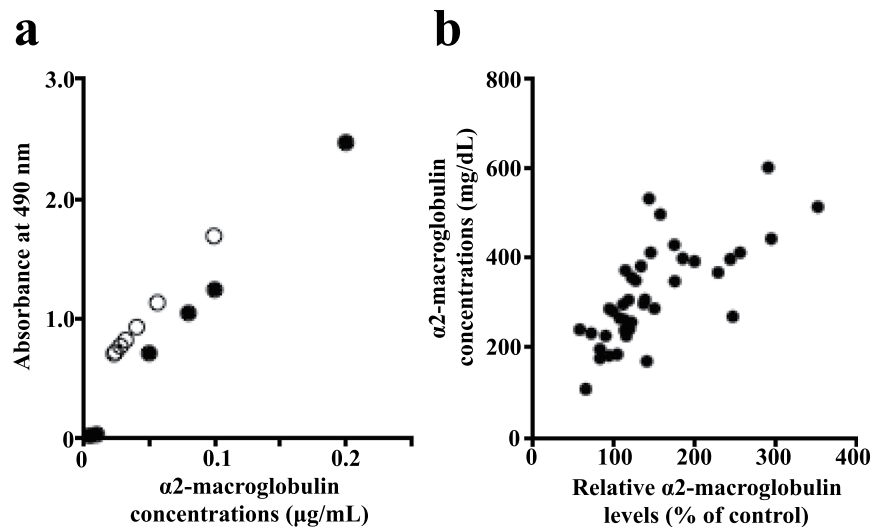 a
b
3.0
2.0
1.0
0
Absorbance at 490 nm
0
0.1
0.2
α2-macroglobulin
concentrations (μg/mL)
800
600
400
200
0
α2-macroglobulin
concentrations (mg/dL)
0
100
200
300
400
Relative α2-macroglobulin
levels (% of control)